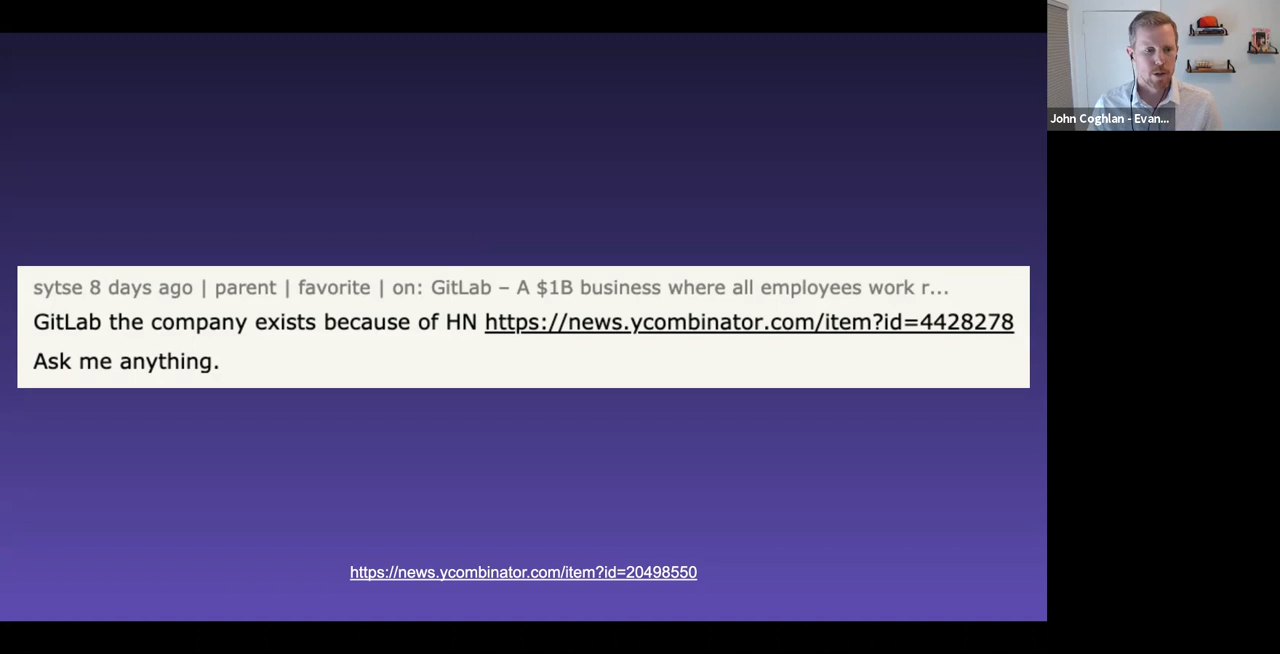 John Coghlan - Evan...
sytse 8 days ago | parent | favorite | on: GitLab – A $1B business where all employees work r...
GitLab the company exists because of HN https://news.ycombinator.com/item?id=4428278
Ask me anything.
https://news.ycombinator.com/item?id=20498550